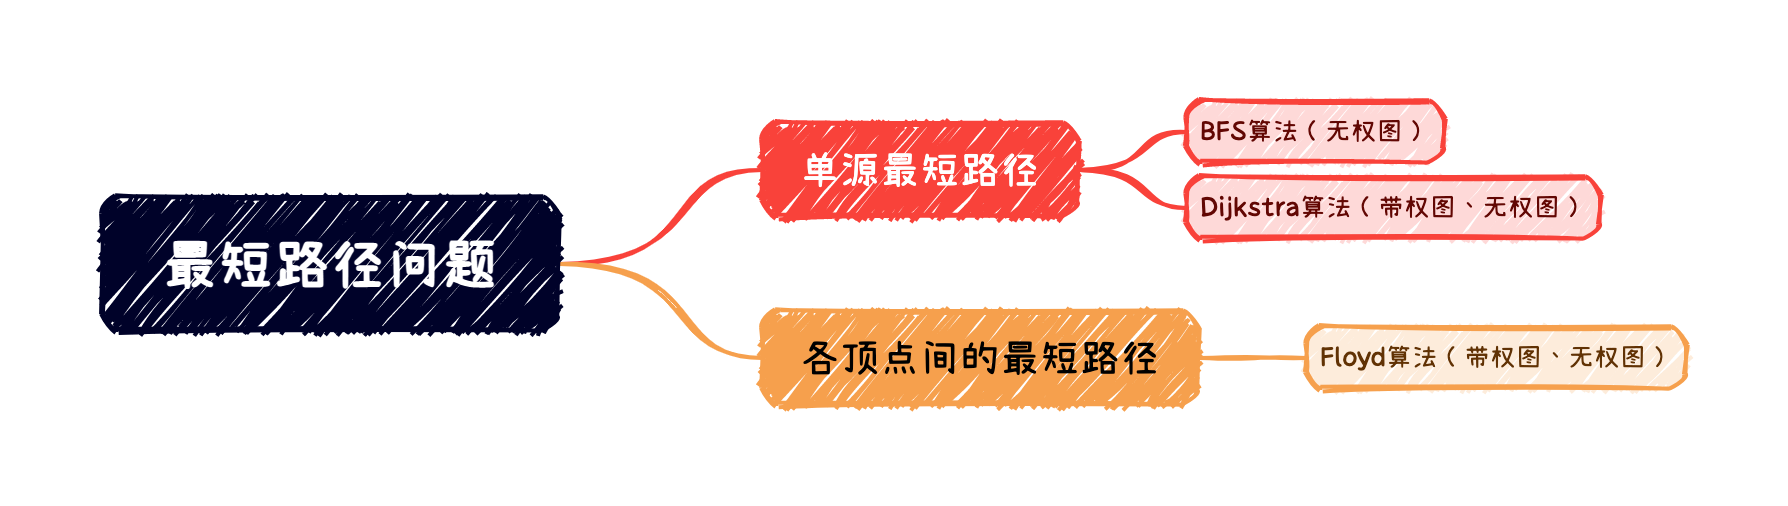 最短路径问题
单源最短路径
BFS算法（无权图）
Dijkstra算法（带权图、无权图）
各顶点间的最短路径
Floyd算法（带权图、无权图）